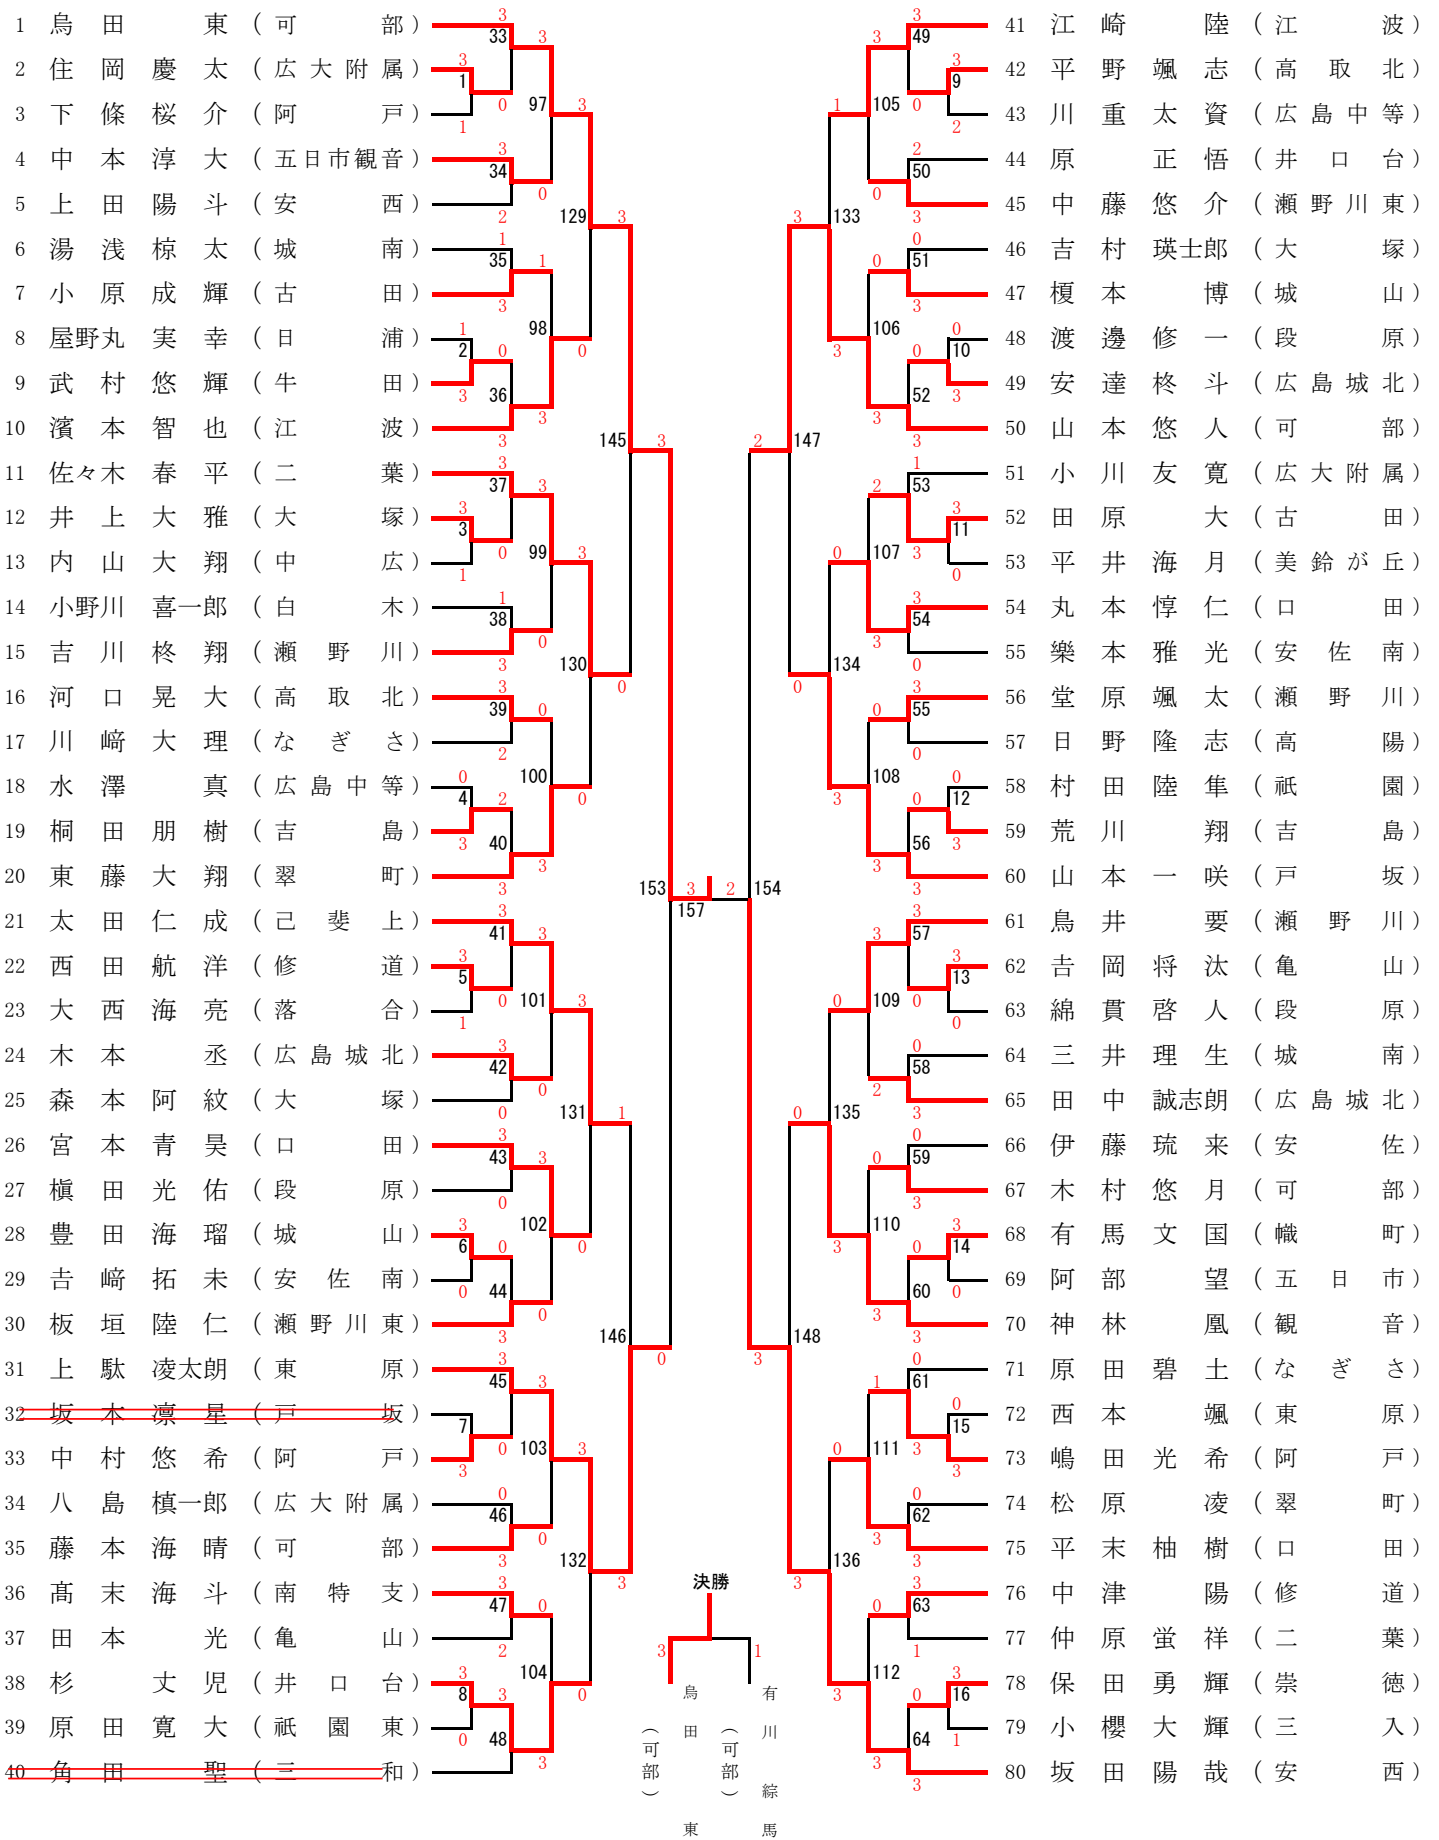 1 鳥田 東 (可部)
2 住岡慶太 (広大附属)
3 下條桜介 (阿戸)
4 中本淳大 (五日市観音)
5 上田陽斗 (安西)
6 湯浅椋太 (城南)
7 小原成輝 (古田)
8 屋野丸 実幸 (日浦)
9 武村悠輝 (牛田)
10 濱本智也 (江波)
11 佐々木 春平 (二葉)
12 井上大雅 (大塚)
13 内山大翔 (中広)
14 小野川 喜一郎 (白木)
15 吉川柊翔 (瀬野川)
16 河口晃大 (高取北)
17 川﨑大理 (なぎさ)
18 水澤 真 (広島中等)
19 桐田朋樹 (吉島)
20 東藤大翔 (翠町)
21 太田仁成 (己斐上)
22 西田航洋 (修道)
23 大西海亮 (落合)
24 木本 丞 (広島城北)
25 森本阿紋 (大塚)
26 宮本青昊 (口田)
27 槇田光佑 (段原)
28 豊田海瑠 (城山)
29 吉﨑拓未 (安佐南)
30 板垣陸仁 (瀬野川東)
31 上駄凌太朗 (東原)
32 坂本凛星 (戸坂)
33 中村悠希 (阿戸)
34 八島槙一郎 (広大附属)
35 藤本海晴 (可部)
36 髙末海斗 (南特支)
37 田本 光 (亀山)
38 杉 丈児 (井口台)
39 原田寛大 (祇園東)
40 角田 聖 (三和)
41 江崎 陸 (江波)
42 平野颯志 (高取北)
43 川重太資 (広島中等)
44 原 正悟 (井口台)
45 中藤悠介 (瀬野川東)
46 吉村瑛士郎 (大塚)
47 榎本 博 (城山)
48 渡邊修一 (段原)
49 安達柊斗 (広島城北)
50 山本悠人 (可部)
51 小川友寛 (広大附属)
52 田原 大 (古田)
53 平井海月 (美鈴が丘)
54 丸本惇仁 (口田)
55 樂本雅光 (安佐南)
56 堂原颯太 (瀬野川)
57 日野隆志 (高陽)
58 村田陸隼 (祇園)
59 荒川 翔 (吉島)
60 山本一咲 (戸坂)
61 鳥井 要 (瀬野川)
62 吉岡将汰 (亀山)
63 綿貫啓人 (段原)
64 三井理生 (城南)
65 田中誠志朗 (広島城北)
66 伊藤琉来 (安佐)
67 木村悠月 (可部)
68 有馬文国 (幟町)
69 阿部 望 (五日市)
70 神林 凰 (観音)
71 原田碧土 (なぎさ)
72 西本 颯 (東原)
73 嶋田光希 (阿戸)
74 松原 凌 (翠町)
75 平末柚樹 (口田)
76 中津 陽 (修道)
77 仲原蛍祥 (二葉)
78 保田勇輝 (崇徳)
79 小櫻大輝 (三入)
80 坂田陽哉 (安西)
決勝
3 1
鳥田 東 (可部)
有川 綜馬 (可部)